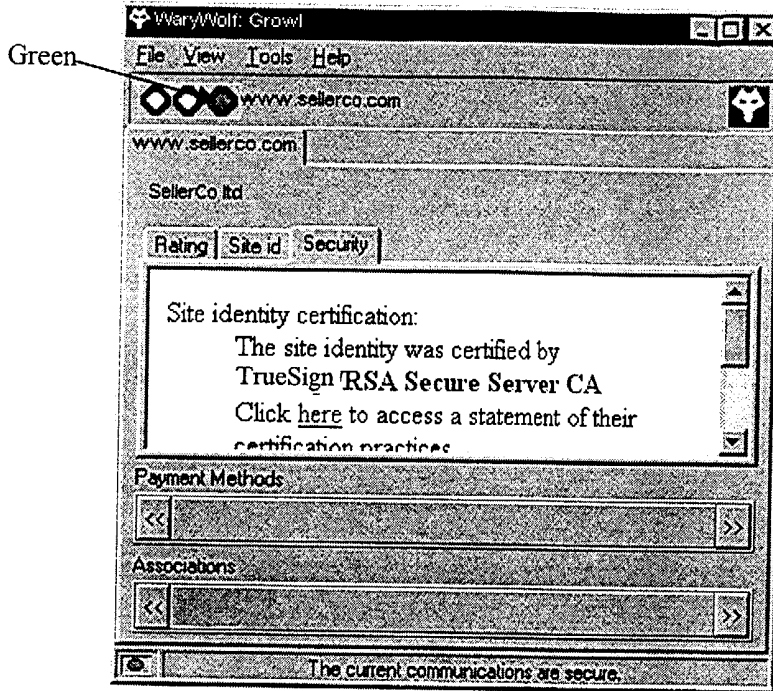 WaryWolf: Growl
Green
File View Tools Help
www.sellerco.com
www.sellerco.com
SellerCo ltd
Rating Site id Security
Site identity certification:
The site identity was certified by
TrueSign RSA Secure Server CA
Click here to access a statement of their
certification practices
Payment Methods
<< >>
Associations
<< >>
The current communications are secure.